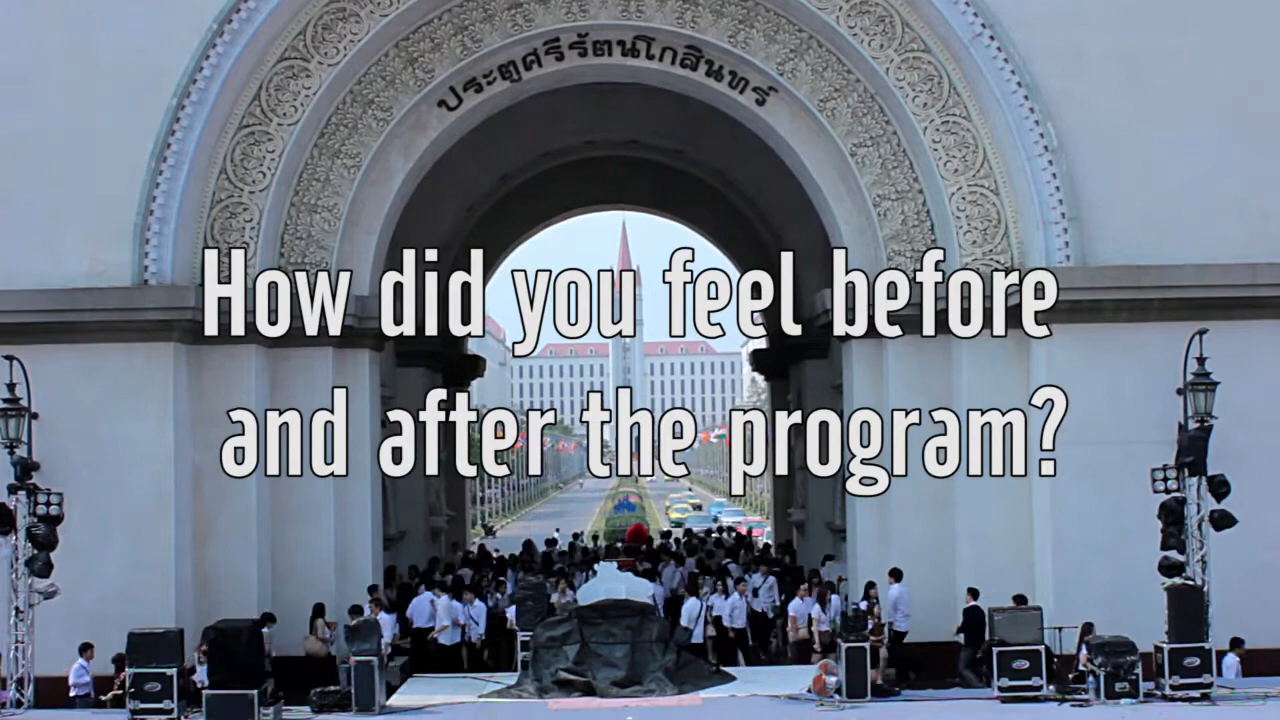 ประตูศรีรัตนโกสินทร์
How did you feel before
and after the program?